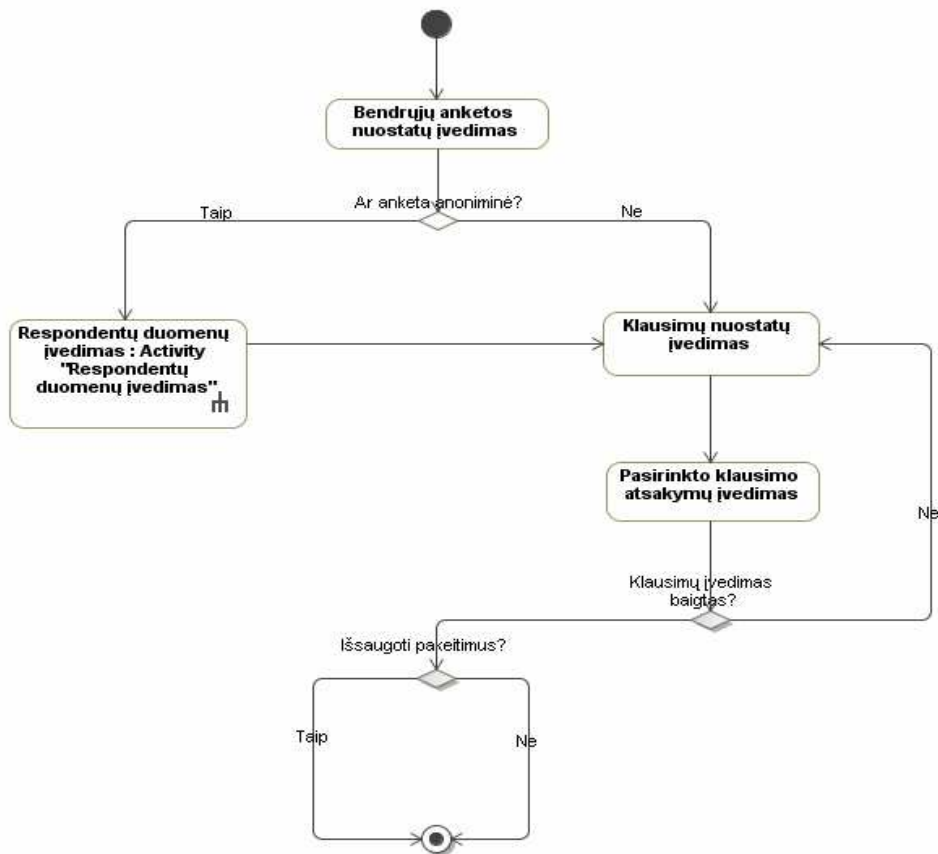 Bendrųjų anketos
nuostatų įvedimas
Ar anketa anoniminė?
Taip
Ne
Respondentų duomenų
įvedimas : Activity
"Respondentų
duomenų įvedimas"
Klausimų nuostatų
įvedimas
Pasirinkto klausimo
atsakymų įvedimas
Ne
Klausimų įvedimas
baigtas?
Išsaugoti pakeitimus?
Taip
Ne